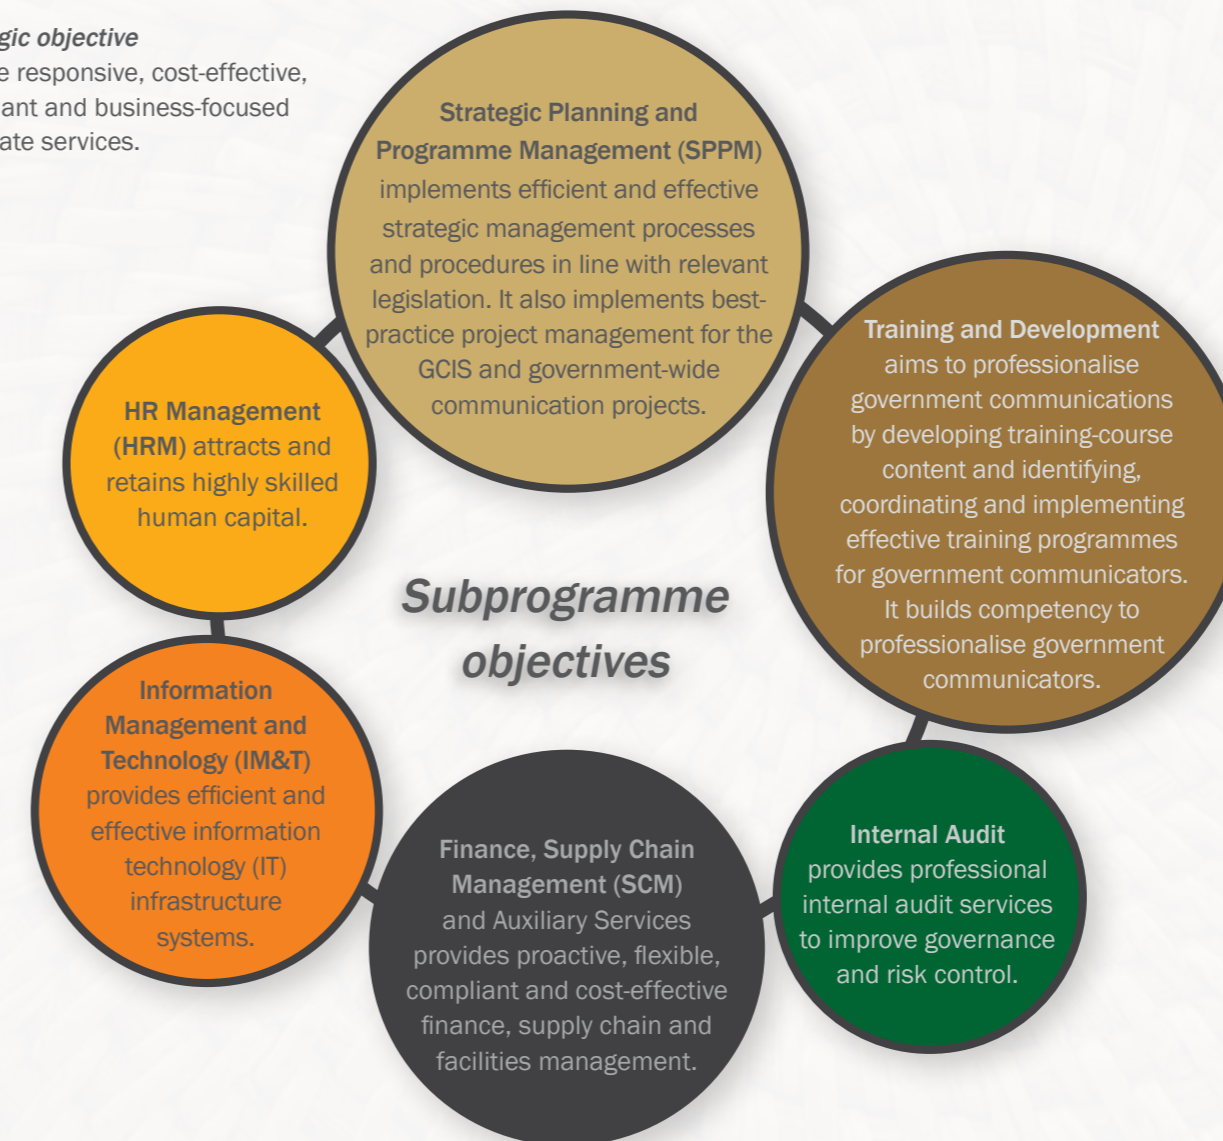 gic objective
e responsive, cost-effective,
iant and business-focused
ate services.
Strategic Planning and
Programme Management (SPPM)
implements efficient and effective
strategic management processes
and procedures in line with relevant
legislation. It also implements best-
practice project management for the
GCIS and government-wide
communication projects.
Training and Development
aims to professionalise
government communications
by developing training-course
content and identifying,
coordinating and implementing
effective training programmes
for government communicators.
It builds competency to
professionalise government
communicators.
HR Management
(HRM) attracts and
retains highly skilled
human capital.
Subprogramme
objectives
Information
Management and
Technology (IM&T)
provides efficient and
effective information
technology (IT)
infrastructure
systems.
Finance, Supply Chain
Management (SCM)
and Auxiliary Services
provides proactive, flexible,
compliant and cost-effective
finance, supply chain and
facilities management.
Internal Audit
provides professional
internal audit services
to improve governance
and risk control.